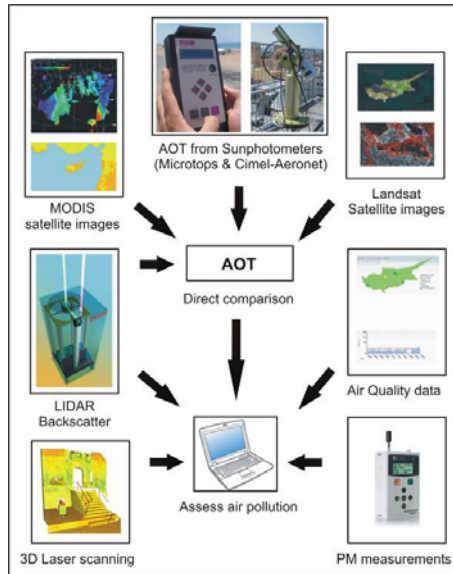 AOT from Sunphotometers
(Microtops & Cimel-Aeronet)
MODIS
satellite images
Landsat
Satellite images
AOT
Direct comparison
LIDAR
Backscatter
Air Quality data
Assess air pollution
3D Laser scanning
PM measurements